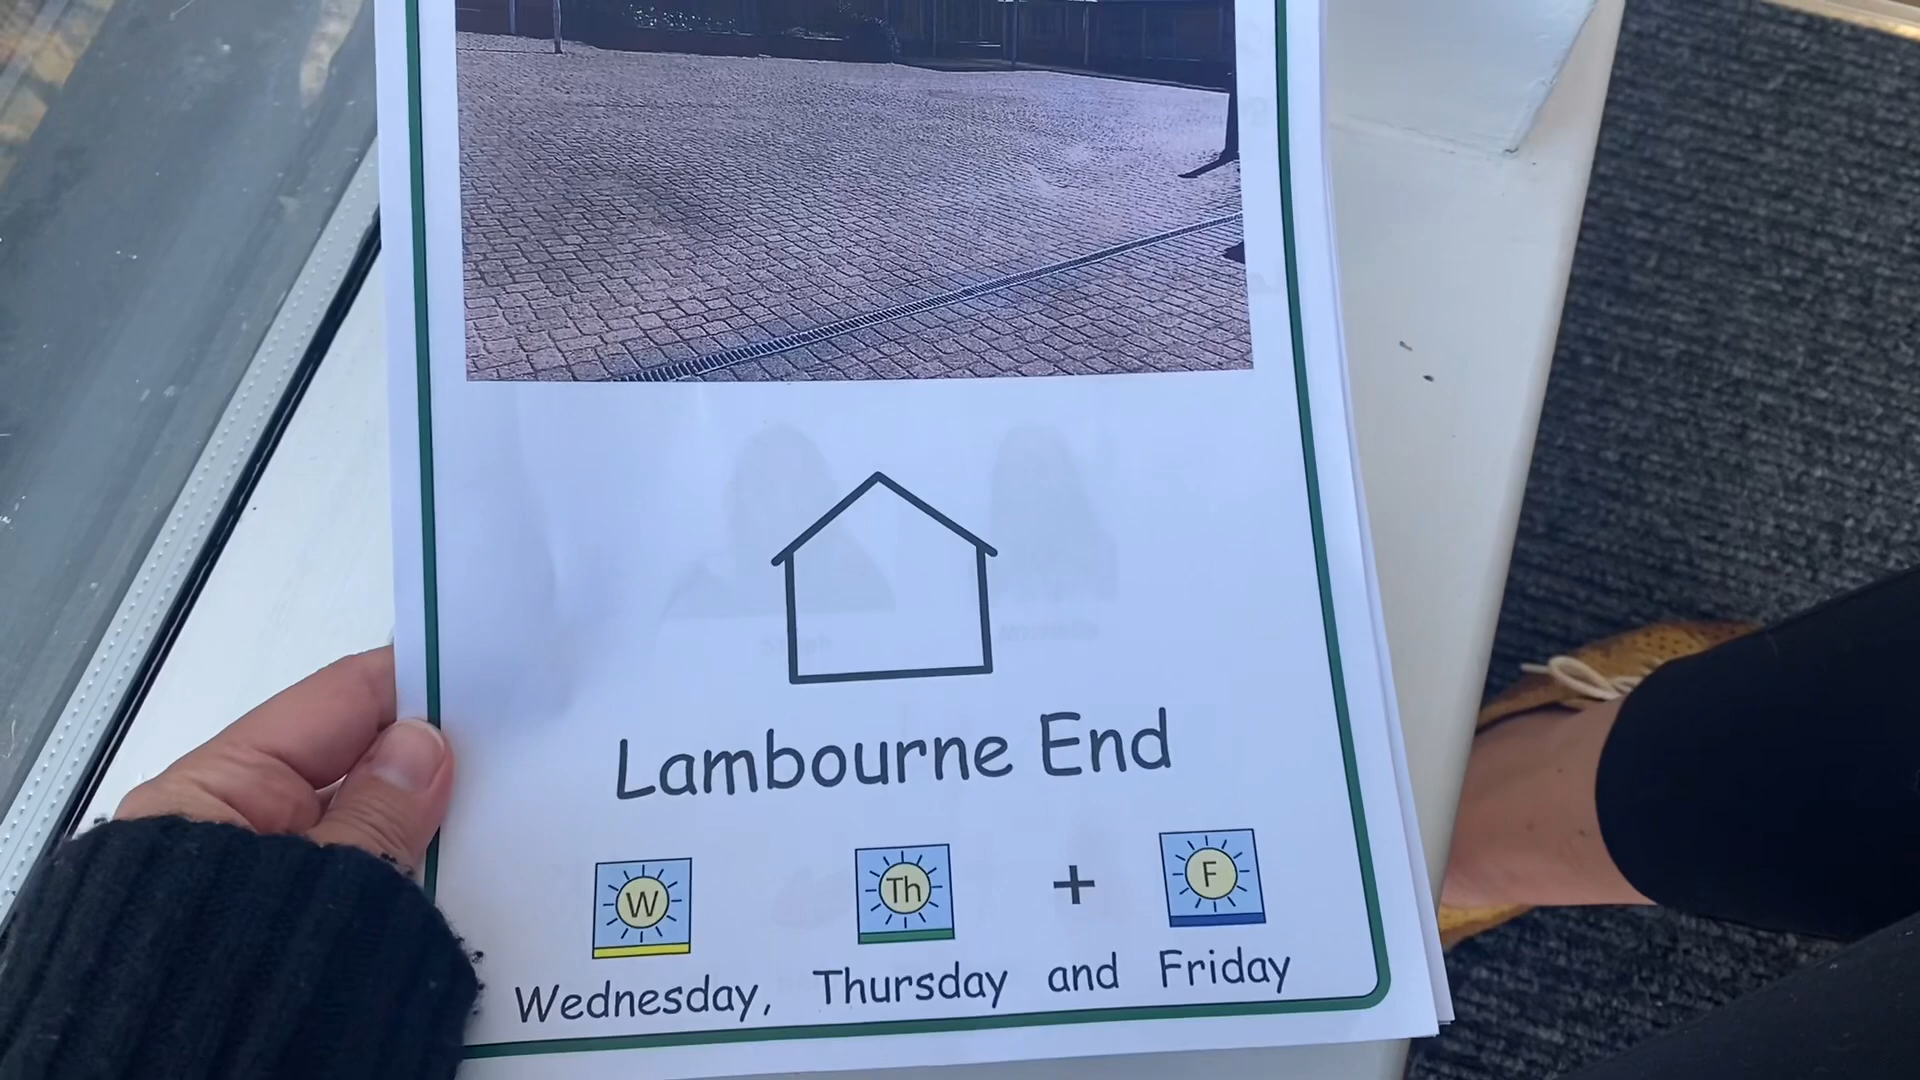 Lambourne End
W Th + F
Wednesday, Thursday and Friday